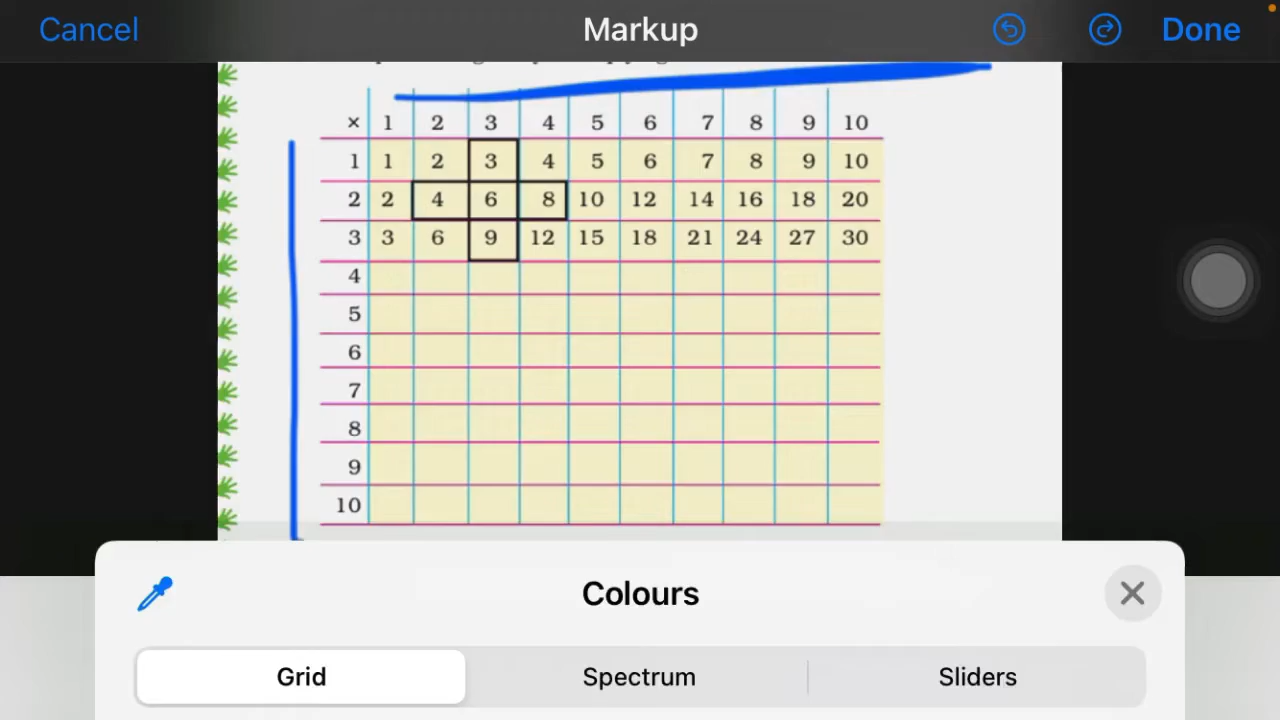 Cancel Markup Done
× 1 2 3 4 5 6 7 8 9 10
1 1 2 3 4 5 6 7 8 9 10
2 2 4 6 8 10 12 14 16 18 20
3 3 6 9 12 15 18 21 24 27 30
4
5
6
7
8
9
10
Colours
Grid Spectrum Sliders